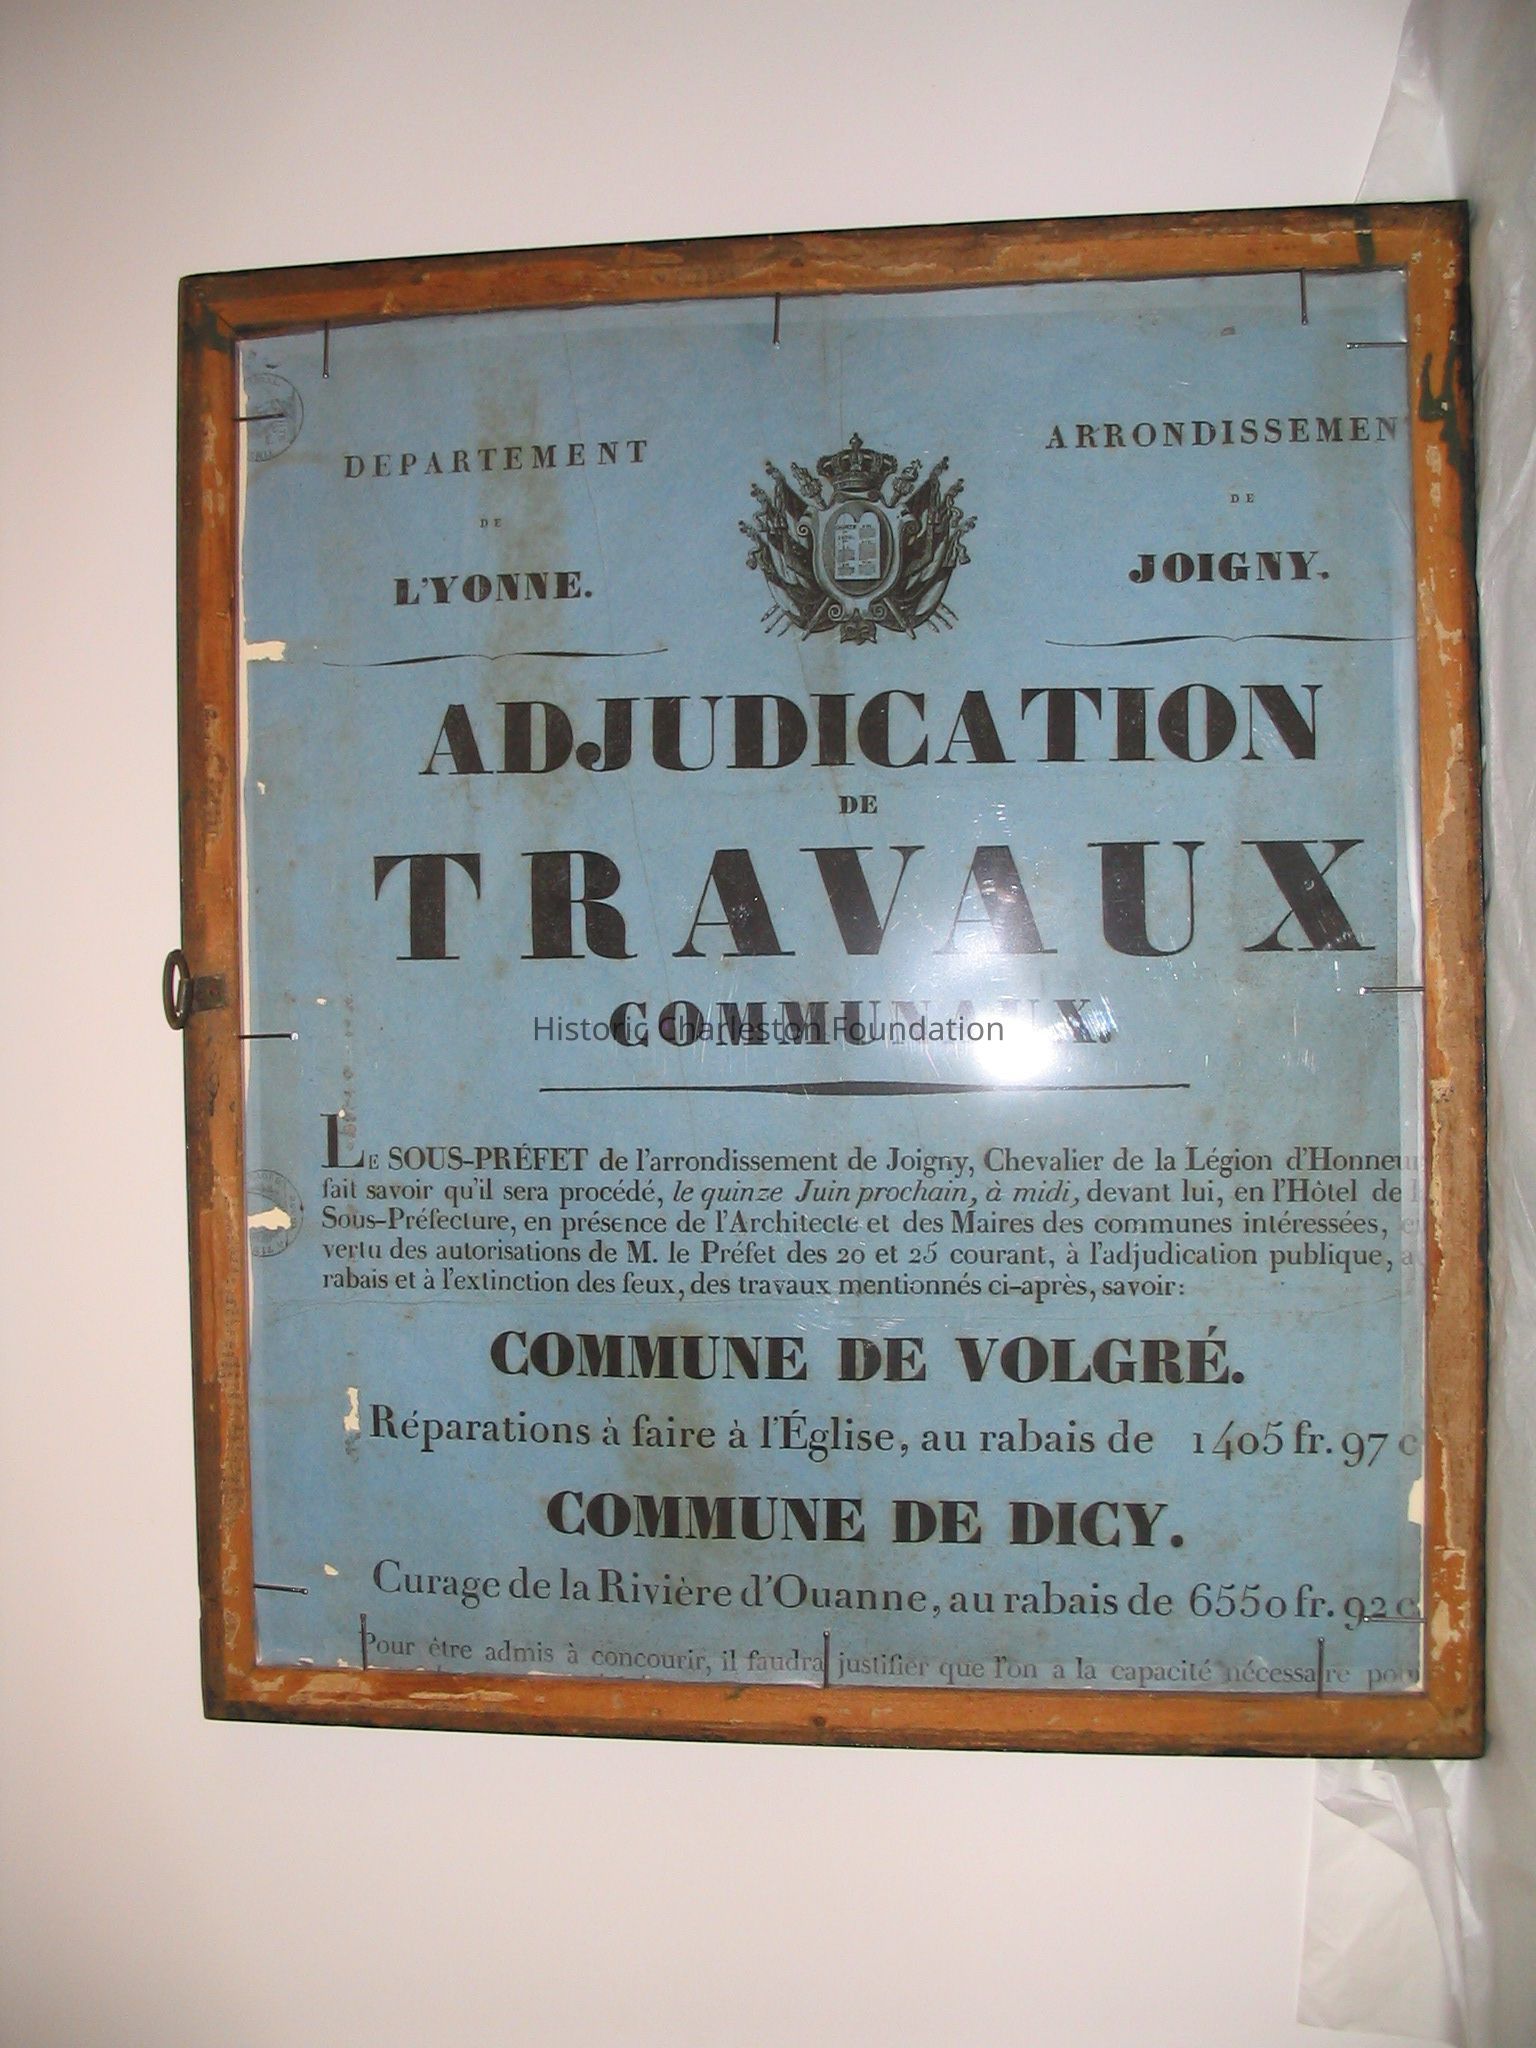 DEPARTEMENT
DE
L'YONNE.
ARRONDISSEMEN
DE
JOIGNY.
ADJUDICATION
DE
TRAVAUX
COMMUNAUX.
Historic Charleston Foundation
LE SOUS-PRÉFET de l'arrondissement de Joigny, Chevalier de la Légion d'Honneu
fait savoir qu'il sera procédé, le quinze Juin prochain, à midi, devant lui, en l'Hôtel de l
Sous-Préfecture, en présence de l'Architecte et des Maires des communes intéressées, e
vertu des autorisations de M. le Préfet des 20 et 25 courant, à l'adjudication publique, a
rabais et à l'extinction des feux, des travaux mentionnés ci-après, savoir:
COMMUNE DE VOLGRÉ.
Réparations à faire à l'Église, au rabais de 1405 fr. 97 c
COMMUNE DE DICY.
Curage de la Rivière d'Ouanne, au rabais de 6550 fr. 92 c
Pour être admis à concourir, il faudra justifier que l'on a la capacité nécessaire pou